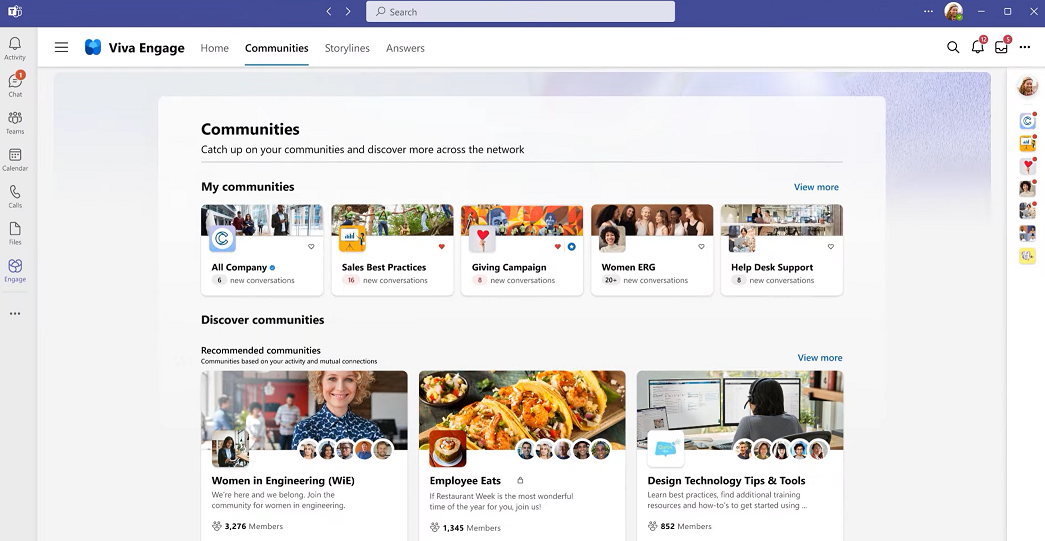 Search
Activity
1
Chat
Teams
Calendar
Calls
Files
Engage
Viva Engage Home Communities Storylines Answers
12
5
Communities
Catch up on your communities and discover more across the network
My communities View more
C
All Company
6 new conversations
Sales Best Practices
16 new conversations
Giving Campaign
8 new conversations
Women ERG
20+ new conversations
Help Desk Support
8 new conversations
Discover communities
Recommended communities
Communities based on your activity and mutual connections
View more
Women in Engineering (WiE)
We're here and we belong. Join the
community for women in engineering.
3,276 Members
Employee Eats
If Restaurant Week is the most wonderful
time of the year for you, join us!
1,345 Members
Design Technology Tips & Tools
Learn best practices, find additional training
resources and how-to's to get started using ...
852 Members